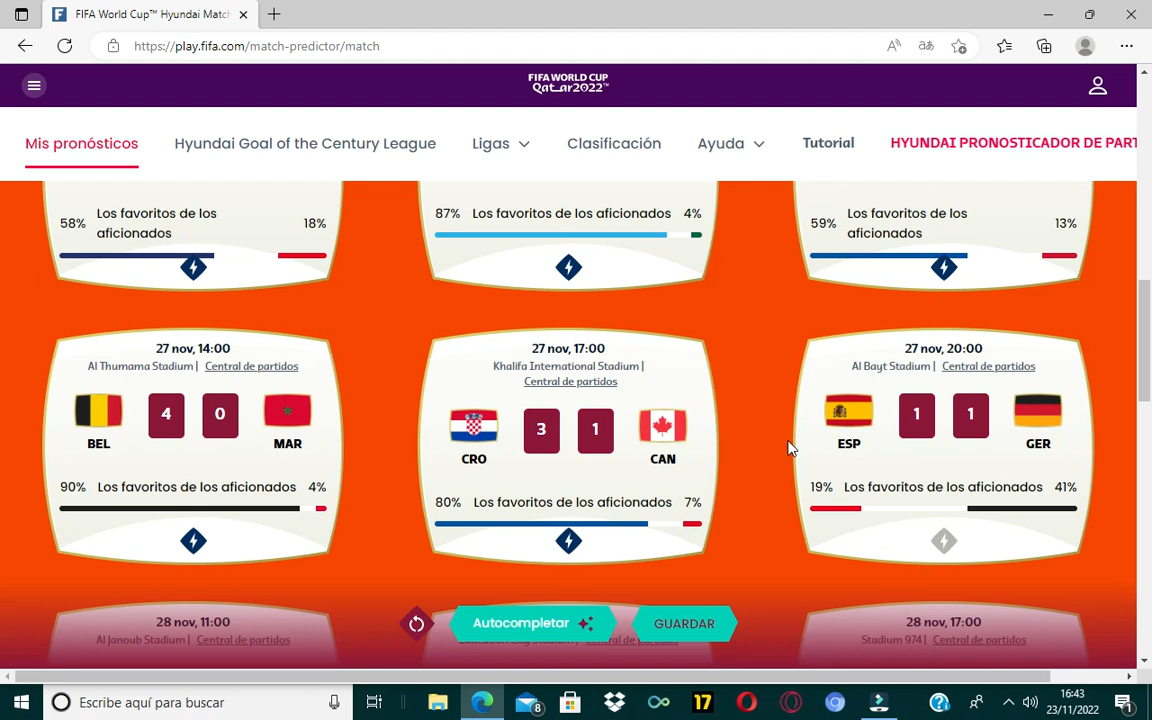 FIFA World Cup™ Hyundai Match
https://play.fifa.com/match-predictor/match
FIFA WORLD CUP
Qatar2022™
Mis pronósticos
Hyundai Goal of the Century League
Ligas
Clasificación
Ayuda
Tutorial
HYUNDAI PRONOSTICADOR DE PART
58% Los favoritos de los aficionados 18%
87% Los favoritos de los aficionados 4%
59% Los favoritos de los aficionados 13%
27 nov, 14:00
Al Thumama Stadium | Central de partidos
4 0
BEL MAR
90% Los favoritos de los aficionados 4%
27 nov, 17:00
Khalifa International Stadium |
Central de partidos
3 1
CRO CAN
80% Los favoritos de los aficionados 7%
27 nov, 20:00
Al Bayt Stadium | Central de partidos
1 1
ESP GER
19% Los favoritos de los aficionados 41%
28 nov, 11:00
Al Janoub Stadium | Central de partidos
28 nov, 17:00
Stadium 974 | Central de partidos
Autocompletar
GUARDAR
Escribe aquí para buscar
8
17
16:43
23/11/2022
1